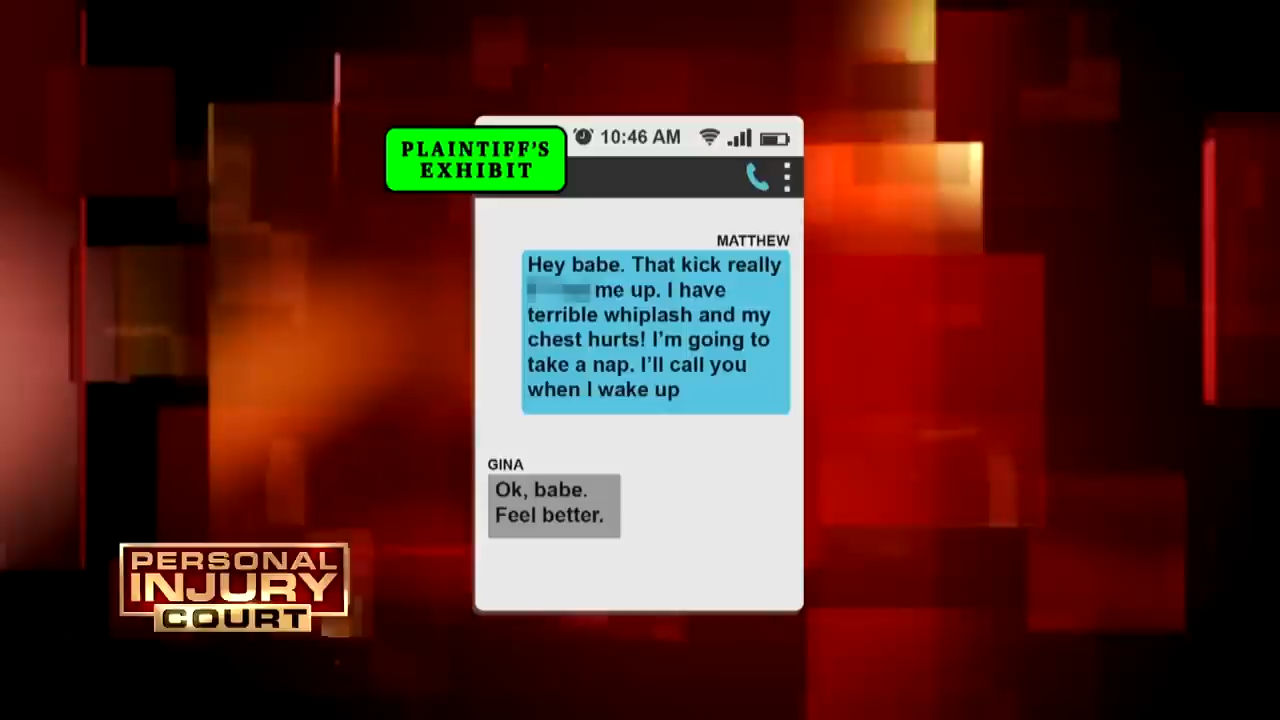 PLAINTIFF'S
EXHIBIT
10:46 AM
MATTHEW
Hey babe. That kick really
me up. I have
terrible whiplash and my
chest hurts! I'm going to
take a nap. I'll call you
when I wake up
GINA
Ok, babe.
Feel better.
PERSONAL
INJURY
COURT